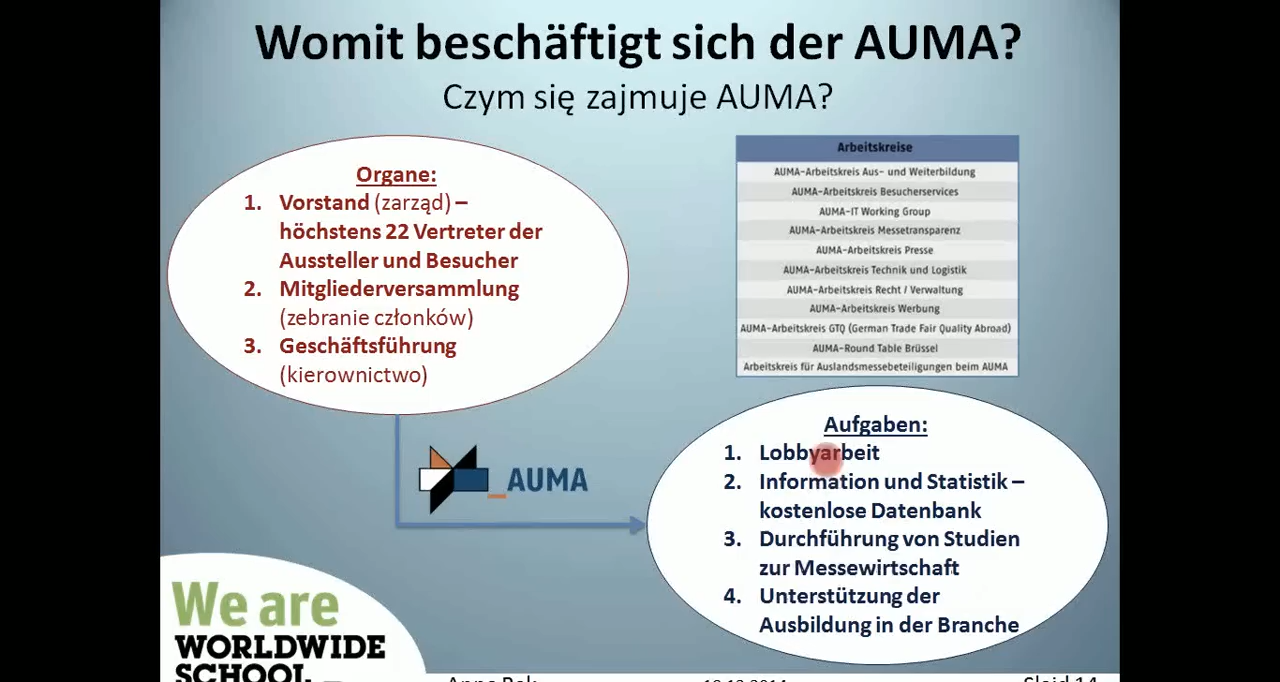 Womit beschäftigt sich der AUMA?
Czym się zajmuje AUMA?
Organe:
1. Vorstand (zarząd) –
höchstens 22 Vertreter der
Aussteller und Besucher
2. Mitgliederversammlung
(zebranie członków)
3. Geschäftsführung
(kierownictwo)
Arbeitskreise
AUMA-Arbeitskreis Aus- und Weiterbildung
AUMA-Arbeitskreis Besucherservices
AUMA-IT Working Group
AUMA-Arbeitskreis Messetransparenz
AUMA-Arbeitskreis Presse
AUMA-Arbeitskreis Technik und Logistik
AUMA-Arbeitskreis Recht / Verwaltung
AUMA-Arbeitskreis Werbung
AUMA-Arbeitskreis GTQ (German Trade Fair Quality Abroad)
AUMA-Round Table Brüssel
Arbeitskreis für Auslandsmessebeteiligungen beim AUMA
_AUMA
Aufgaben:
1. Lobbyarbeit
2. Information und Statistik –
kostenlose Datenbank
3. Durchführung von Studien
zur Messewirtschaft
4. Unterstützung der
Ausbildung in der Branche
We are
WORLDWIDE
SCHOOL